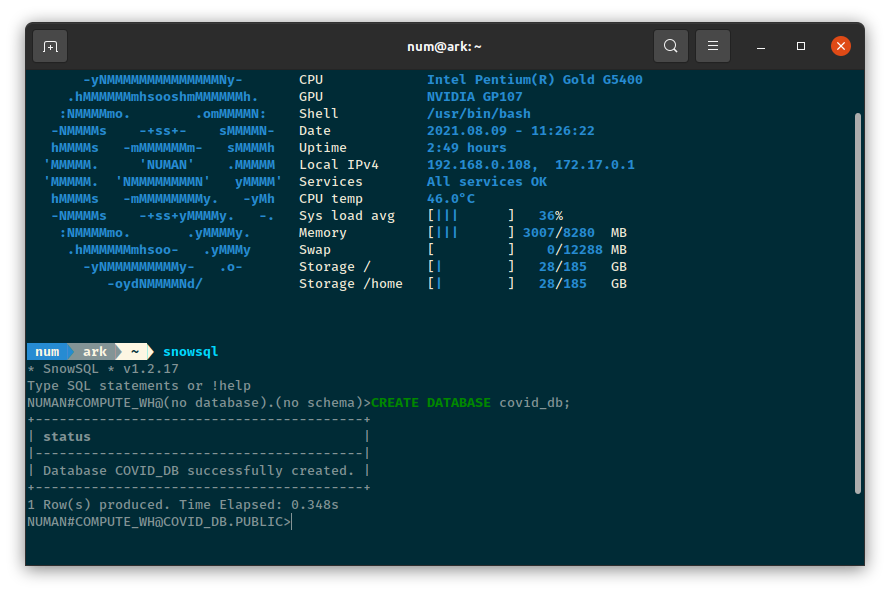 num@ark: ~
-yNMMMMMMMMMMMMMMNy- CPU Intel Pentium(R) Gold G5400
.hMMMMMMmhsooshmMMMMMMh. GPU NVIDIA GP107
:NMMMMmo. .omMMMMN: Shell /usr/bin/bash
-NMMMMs -+ss+- sMMMMN- Date 2021.08.09 - 11:26:22
hMMMMs -mMMMMMMm- sMMMMh Uptime 2:49 hours
'MMMMM. 'NUMAN' .MMMMM Local IPv4 192.168.0.108, 172.17.0.1
'MMMMM. 'NMMMMMMMMN' yMMMM' Services All services OK
hMMMMs -mMMMMMMMMy. -yMh CPU temp 46.0°C
-NMMMMs -+ss+yMMMMy. -. Sys load avg [||| ] 36%
:NMMMMmo. .yMMMMy. Memory [||| ] 3007/8280 MB
.hMMMMMMmhsoo- .yMMMy Swap [ ] 0/12288 MB
-yNMMMMMMMMMy- .o- Storage / [| ] 28/185 GB
-oydNMMMMNd/ Storage /home [| ] 28/185 GB
num ark ~ snowsql
* SnowSQL * v1.2.17
Type SQL statements or !help
NUMAN#COMPUTE_WH@(no database).(no schema)>CREATE DATABASE covid_db;
+-----------------------------------------+
| status |
|-----------------------------------------|
| Database COVID_DB successfully created. |
+-----------------------------------------+
1 Row(s) produced. Time Elapsed: 0.348s
NUMAN#COMPUTE_WH@COVID_DB.PUBLIC>